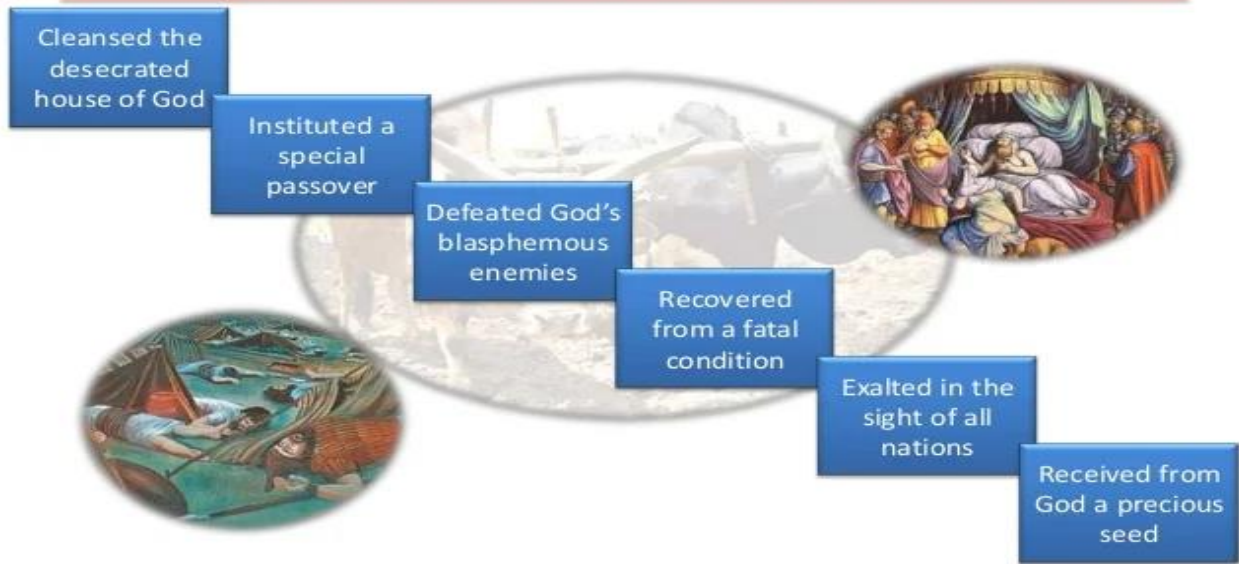 Cleansed the
desecrated
house of God
Instituted a
special
passover
Defeated God’s
blasphemous
enemies
Recovered
from a fatal
condition
Exalted in the
sight of all
nations
Received from
God a precious
seed